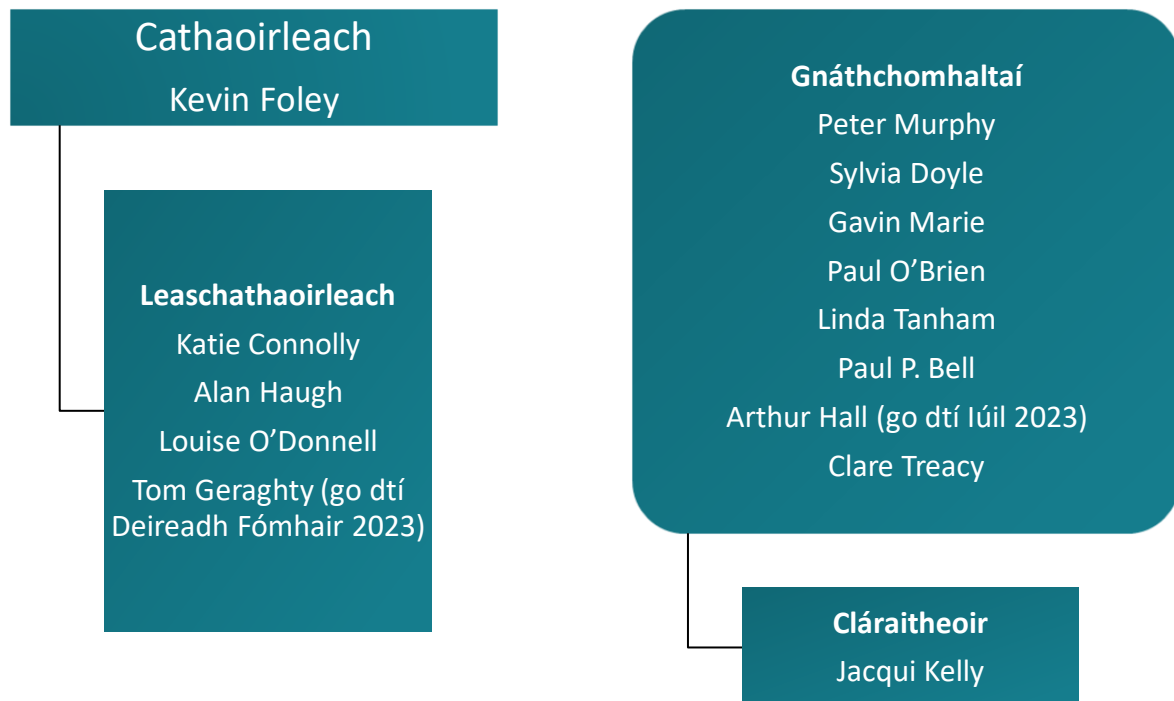 Cathaoirleach
Kevin Foley
Leaschathaoirleach
Katie Connolly
Alan Haugh
Louise O’Donnell
Tom Geraghty (go dtí
Deireadh Fómhair 2023)
Gnáthchomhaltaí
Peter Murphy
Sylvia Doyle
Gavin Marie
Paul O’Brien
Linda Tanham
Paul P. Bell
Arthur Hall (go dtí Iúil 2023)
Clare Treacy
Cláraitheoir
Jacqui Kelly